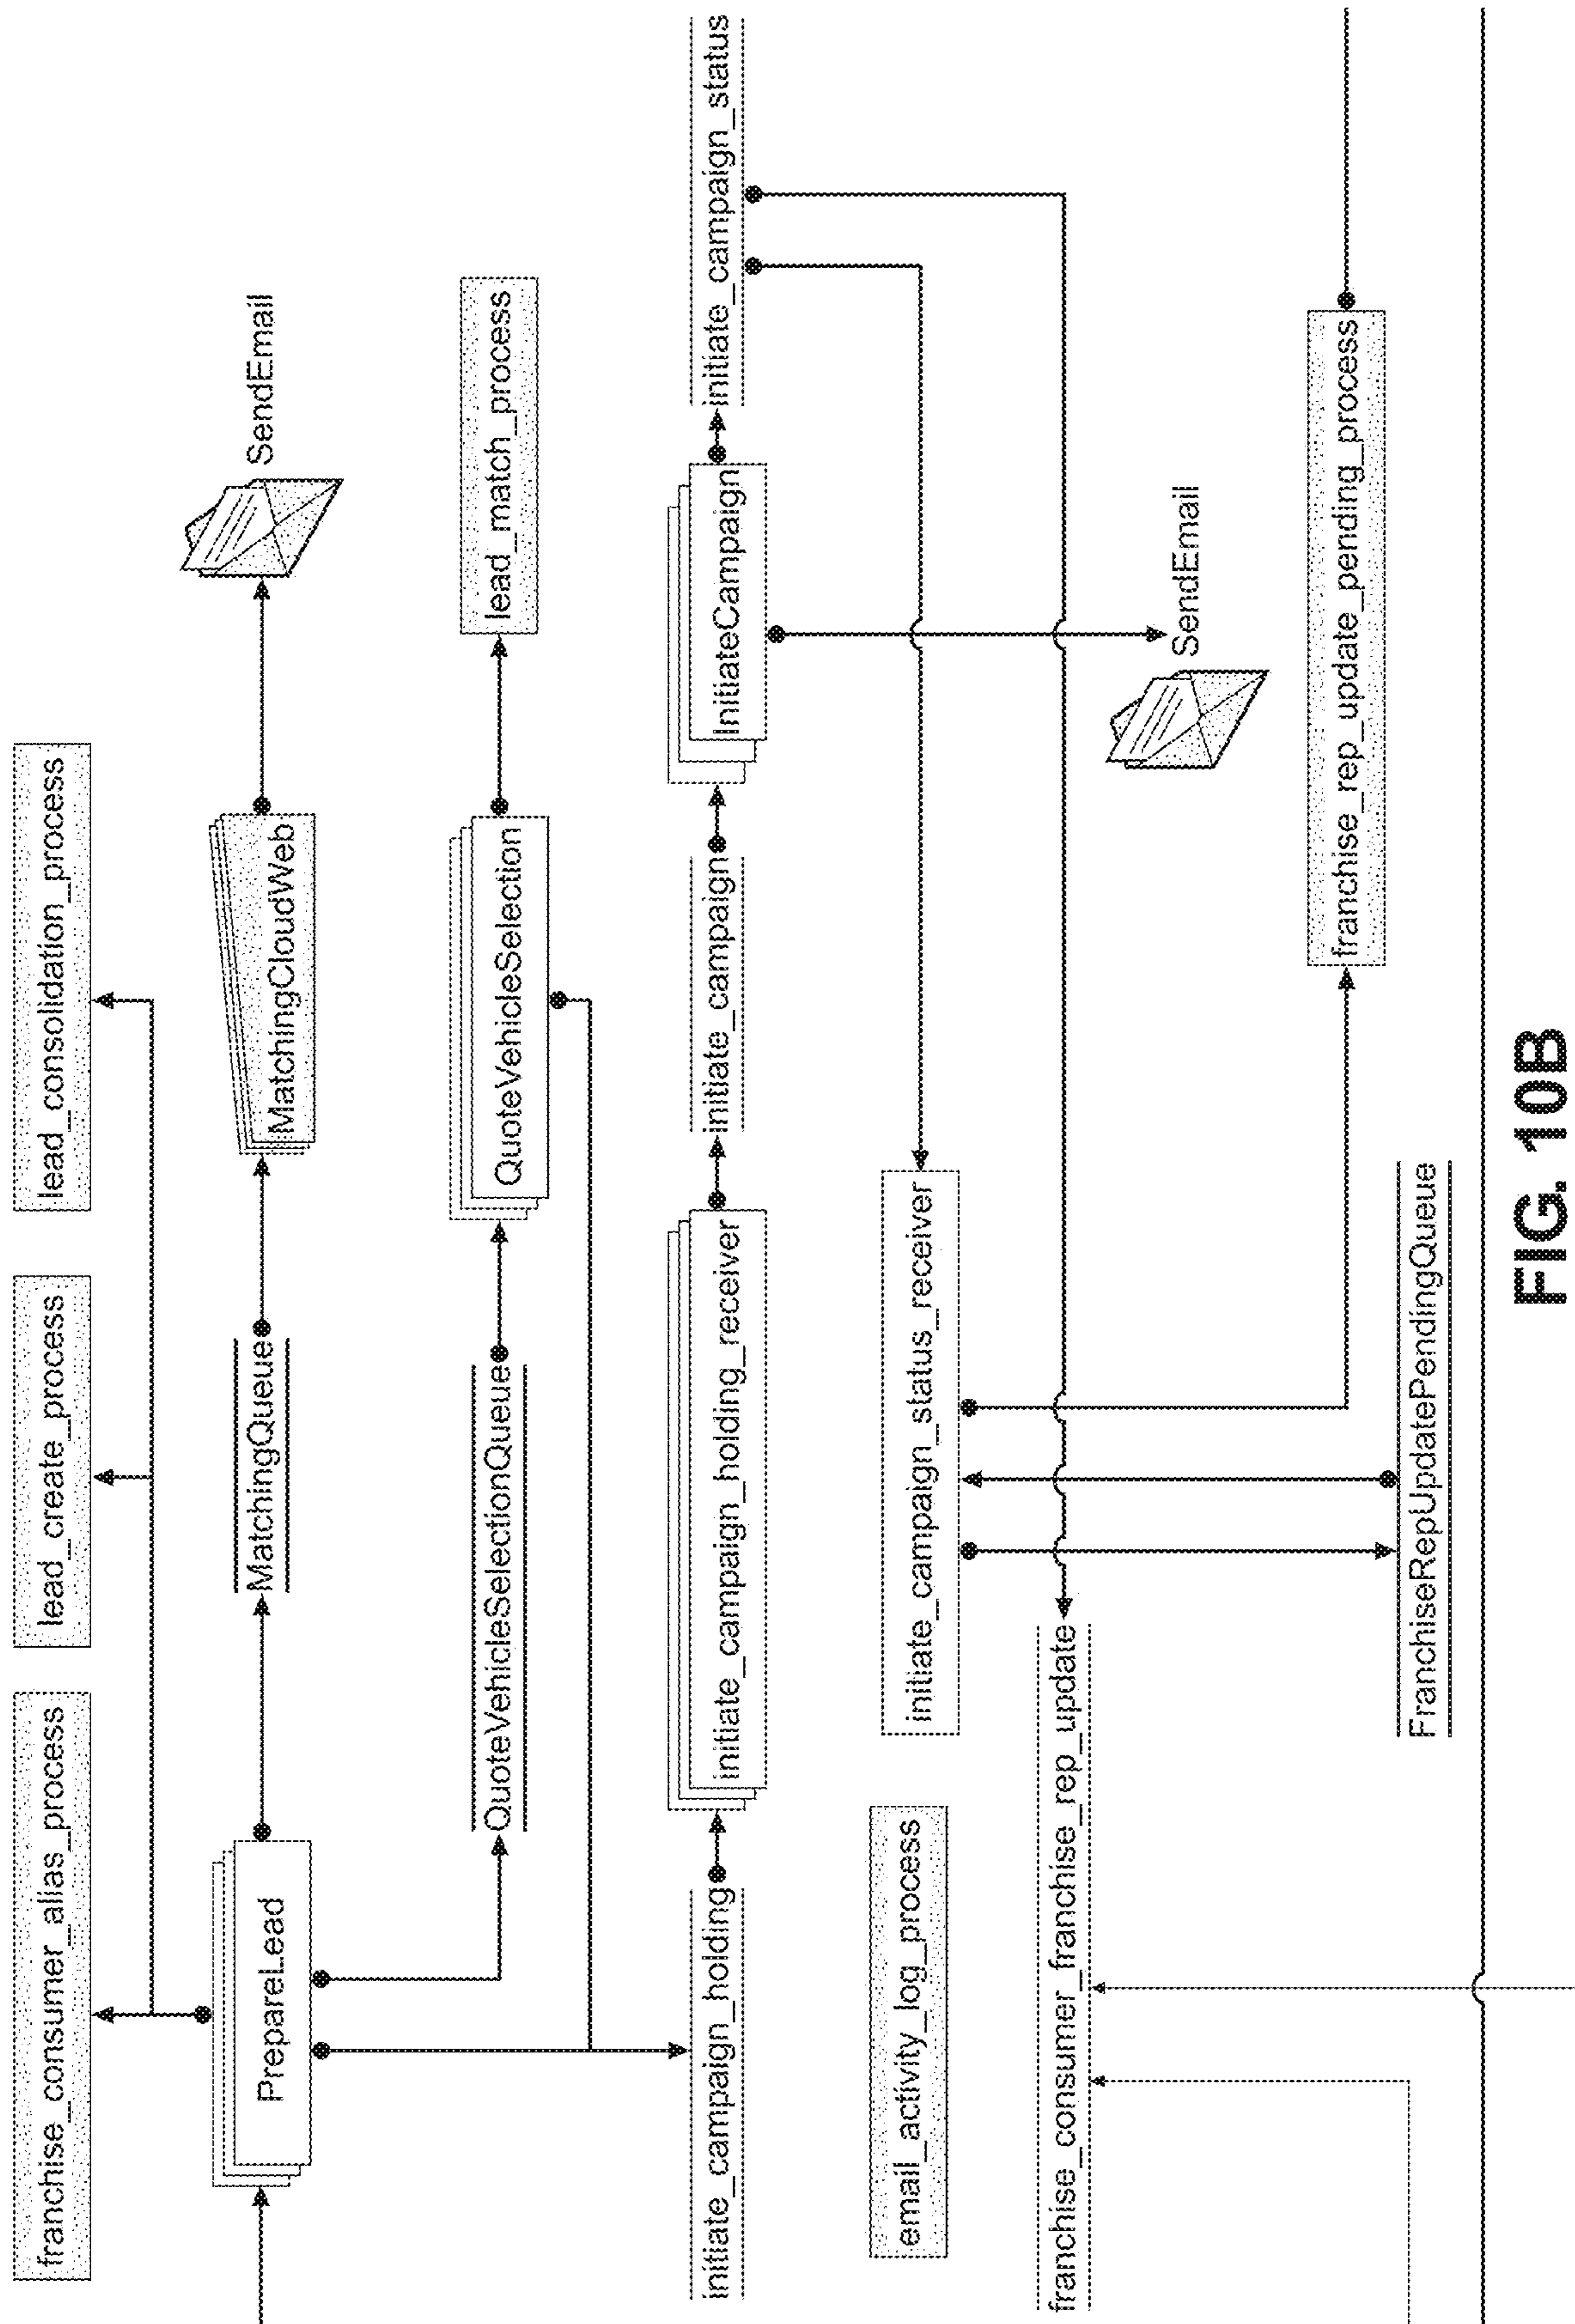 franchise_consumer_alias_process
lead_create_process
lead_consolidation_process
PrepareLead
MatchingQueue
MatchingCloudWeb
SendEmail
QuoteVehicleSelectionQueue
QuoteVehicleSelection
lead_match_process
initiate_campaign_holding
initiate_campaign_holding_receiver
initiate_campaign
InitiateCampaign
initiate_campaign_status
email_activity_log_process
initiate_campaign_status_receiver
franchise_consumer_franchise_rep_update
SendEmail
franchise_rep_update_pending_process
FranchiseRepUpdatePendingQueue
FIG. 10B